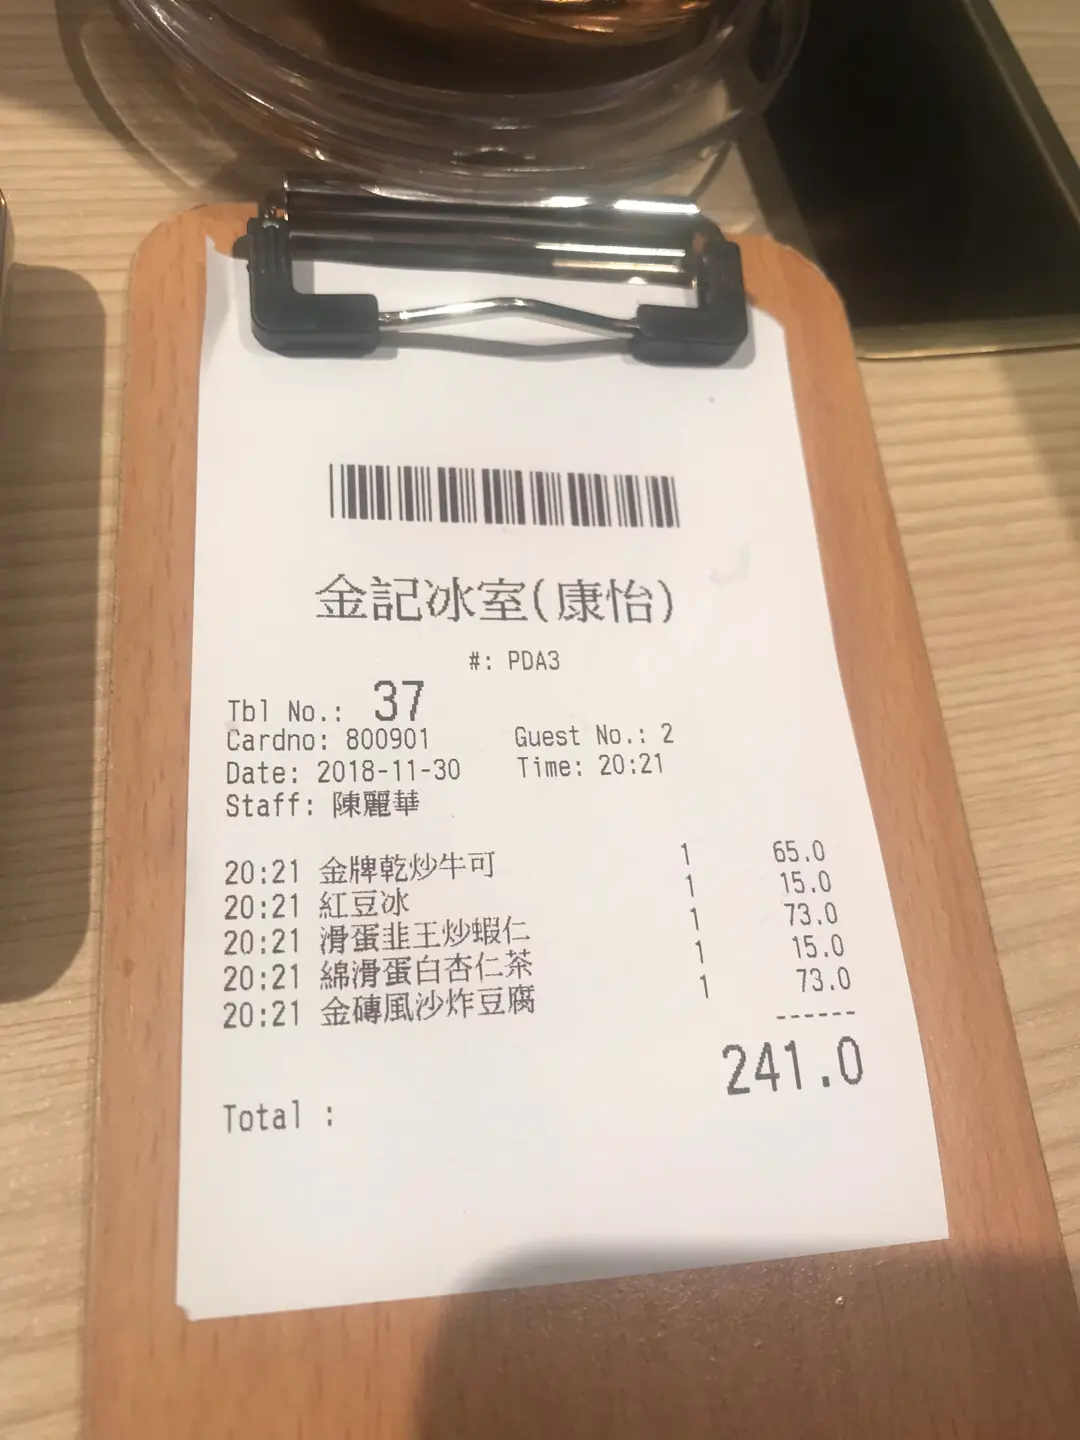 金記冰室(康怡)
#: PDA3
Tbl No.: 37
Cardno: 800901 Guest No.: 2
Date: 2018-11-30 Time: 20:21
Staff: 陳麗華
20:21 金牌乾炒牛可 1 65.0
20:21 紅豆冰 1 15.0
20:21 滑蛋韭王炒蝦仁 1 73.0
20:21 綿滑蛋白杏仁茶 1 15.0
20:21 金磚風沙炸豆腐 1 73.0
------
Total : 241.0